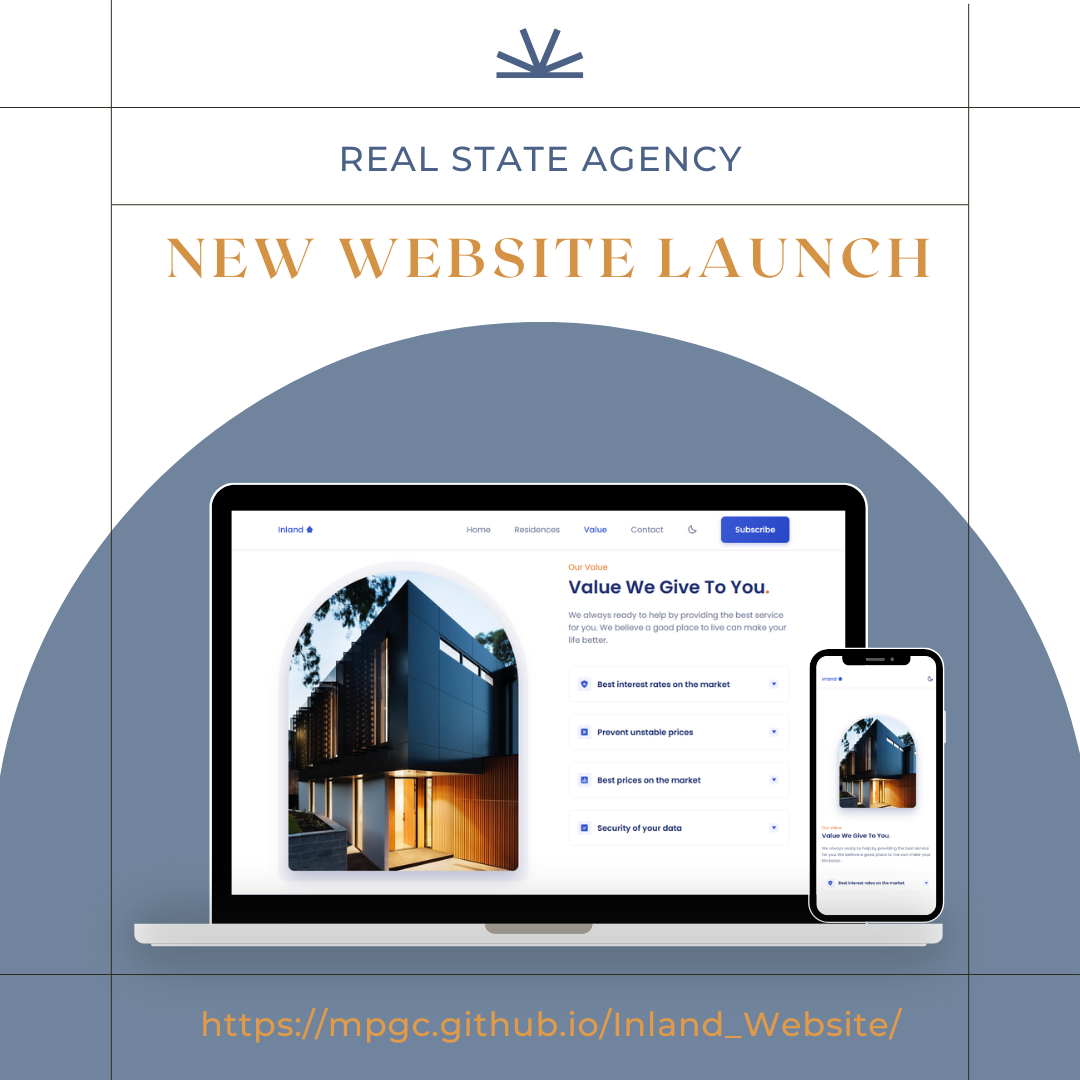 REAL STATE AGENCY
NEW WEBSITE LAUNCH
Inland
Home Residences Value Contact Subscribe
Our Value
Value We Give To You.
We always ready to help by providing the best service
for you. We believe a good place to live can make your
life better.
Best interest rates on the market
Prevent unstable prices
Best prices on the market
Security of your data
Inland
Our Value
Value We Give To You.
We always ready to help by providing the best service
for you. We believe a good place to live can make your
life better.
Best interest rates on the market
https://mpgc.github.io/Inland_Website/